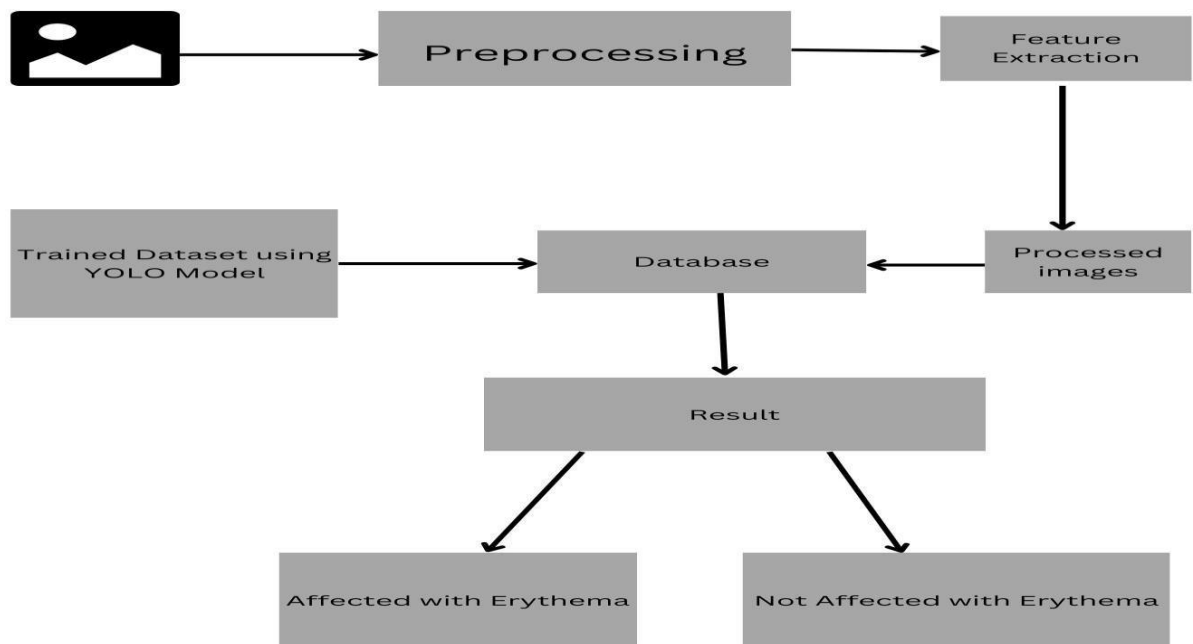 Preprocessing
Feature
Extraction
Trained Dataset using
YOLO Model
Database
Processed
images
Result
Affected with Erythema
Not Affected with Erythema